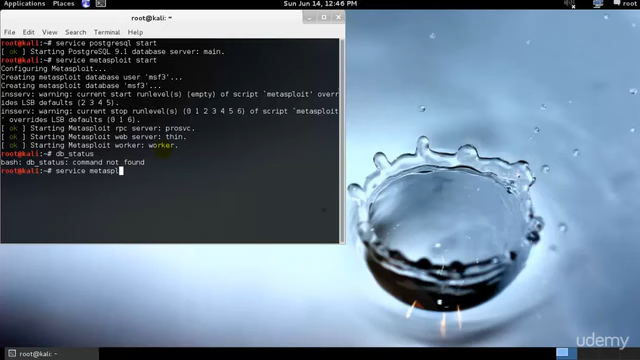 Applications Places Sun Jun 14, 12:46 PM root
root@kali: ~
File Edit View Search Terminal Help
root@kali:~# service postgresql start
[ ok ] Starting PostgreSQL 9.1 database server: main.
root@kali:~# service metasploit start
Configuring Metasploit...
Creating metasploit database user 'msf3'...
Creating metasploit database 'msf3'...
insserv: warning: current start runlevel(s) (empty) of script `metasploit' overr
ides LSB defaults (2 3 4 5).
insserv: warning: current stop runlevel(s) (0 1 2 3 4 5 6) of script `metasploit
' overrides LSB defaults (0 1 6).
[ ok ] Starting Metasploit rpc server: prosvc.
[ ok ] Starting Metasploit web server: thin.
[ ok ] Starting Metasploit worker: worker.
root@kali:~# db_status
bash: db_status: command not found
root@kali:~# service metaspl
udemy
root@kali: ~